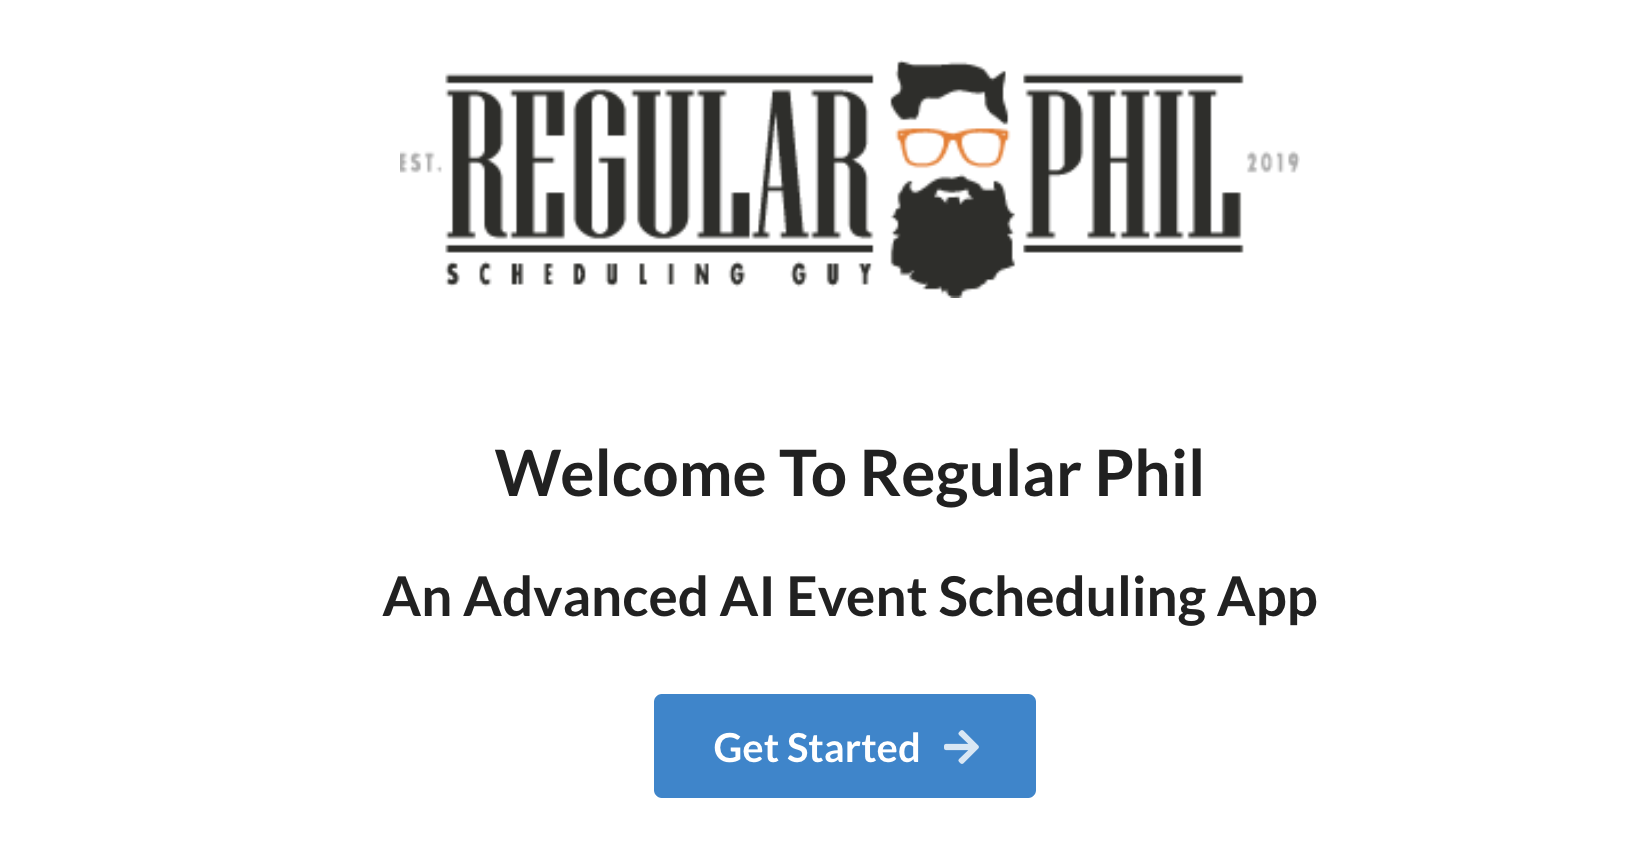 EST. REGULAR PHIL 2019
SCHEDULING GUY
Welcome To Regular Phil
An Advanced AI Event Scheduling App
Get Started